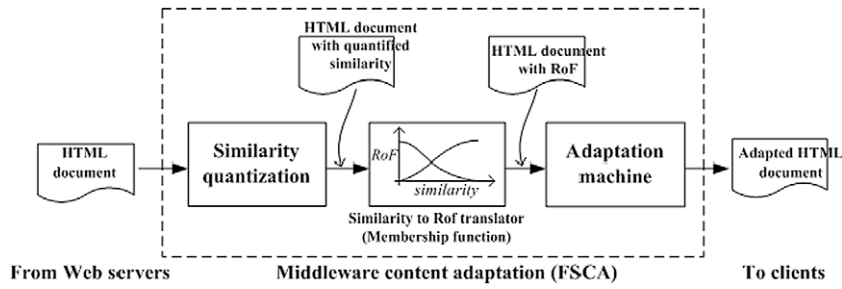 HTML document
with quantified
similarity
HTML document
with RoF
HTML
document
Similarity
quantization
RoF
similarity
Adaptation
machine
Adapted HTML
document
Similarity to Rof translator
(Membership function)
From Web servers
Middleware content adaptation (FSCA)
To clients